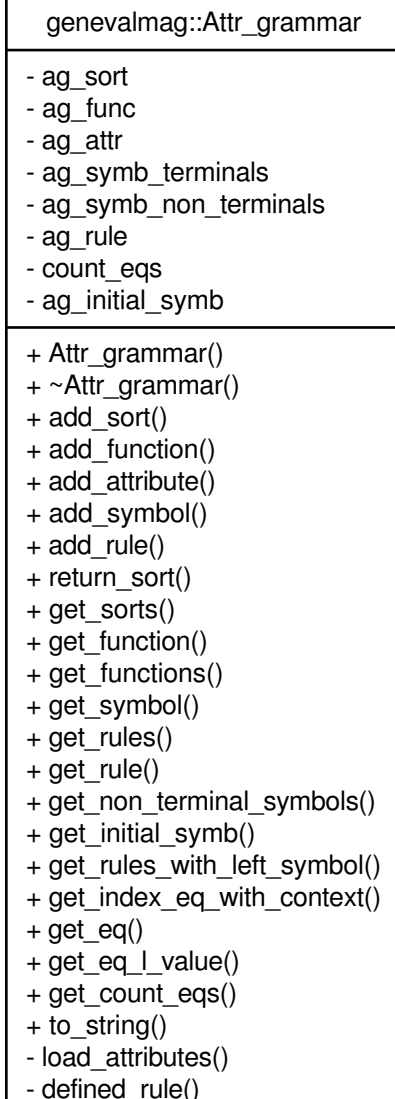 genevalmag::Attr_grammar
- ag_sort
- ag_func
- ag_attr
- ag_symb_terminals
- ag_symb_non_terminals
- ag_rule
- count_eqs
- ag_initial_symb
+ Attr_grammar()
+ ~Attr_grammar()
+ add_sort()
+ add_function()
+ add_attribute()
+ add_symbol()
+ add_rule()
+ return_sort()
+ get_sorts()
+ get_function()
+ get_functions()
+ get_symbol()
+ get_rules()
+ get_rule()
+ get_non_terminal_symbols()
+ get_initial_symb()
+ get_rules_with_left_symbol()
+ get_index_eq_with_context()
+ get_eq()
+ get_eq_l_value()
+ get_count_eqs()
+ to_string()
- load_attributes()
- defined_rule()